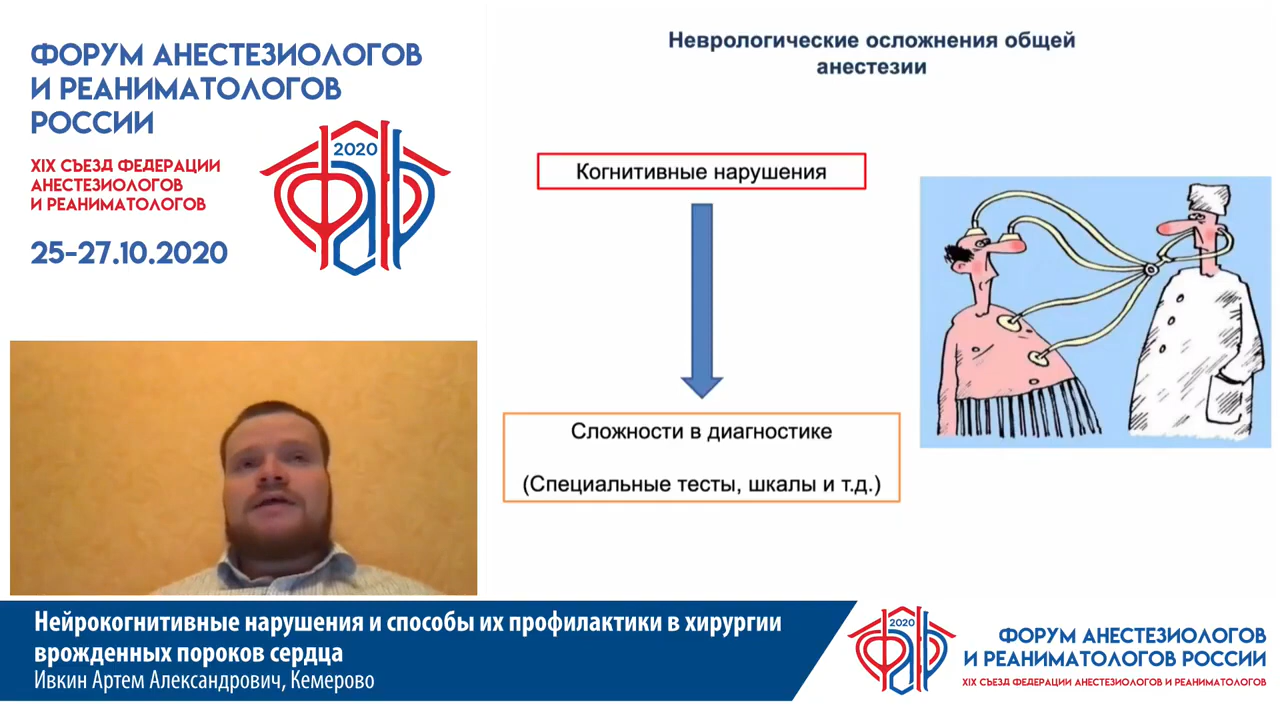 ФОРУМ АНЕСТЕЗИОЛОГОВ
И РЕАНИМАТОЛОГОВ
РОССИИ
XIX СЪЕЗД ФЕДЕРАЦИИ
АНЕСТЕЗИОЛОГОВ
И РЕАНИМАТОЛОГОВ
25-27.10.2020
2020
ФАР
Неврологические осложнения общей
анестезии
Когнитивные нарушения
Сложности в диагностике
(Специальные тесты, шкалы и т.д.)
Нейрокогнитивные нарушения и способы их профилактики в хирургии
врожденных пороков сердца
Ивкин Артем Александрович, Кемерово
2020
ФАР
ФОРУМ АНЕСТЕЗИОЛОГОВ
И РЕАНИМАТОЛОГОВ РОССИИ
XIX СЪЕЗД ФЕДЕРАЦИИ АНЕСТЕЗИОЛОГОВ И РЕАНИМАТОЛОГОВ